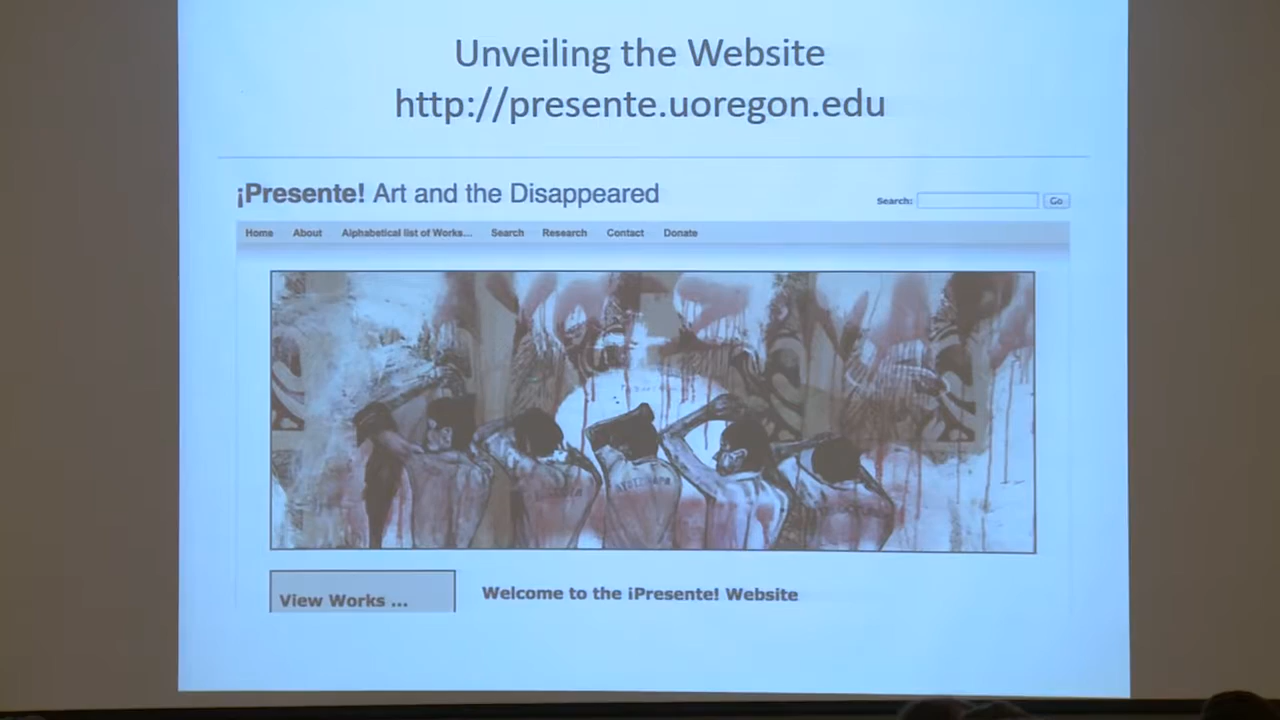 Unveiling the Website
http://presente.uoregon.edu
¡Presente! Art and the Disappeared
Search: Go
Home About Alphabetical list of Works... Search Research Contact Donate
View Works ...
Welcome to the ¡Presente! Website